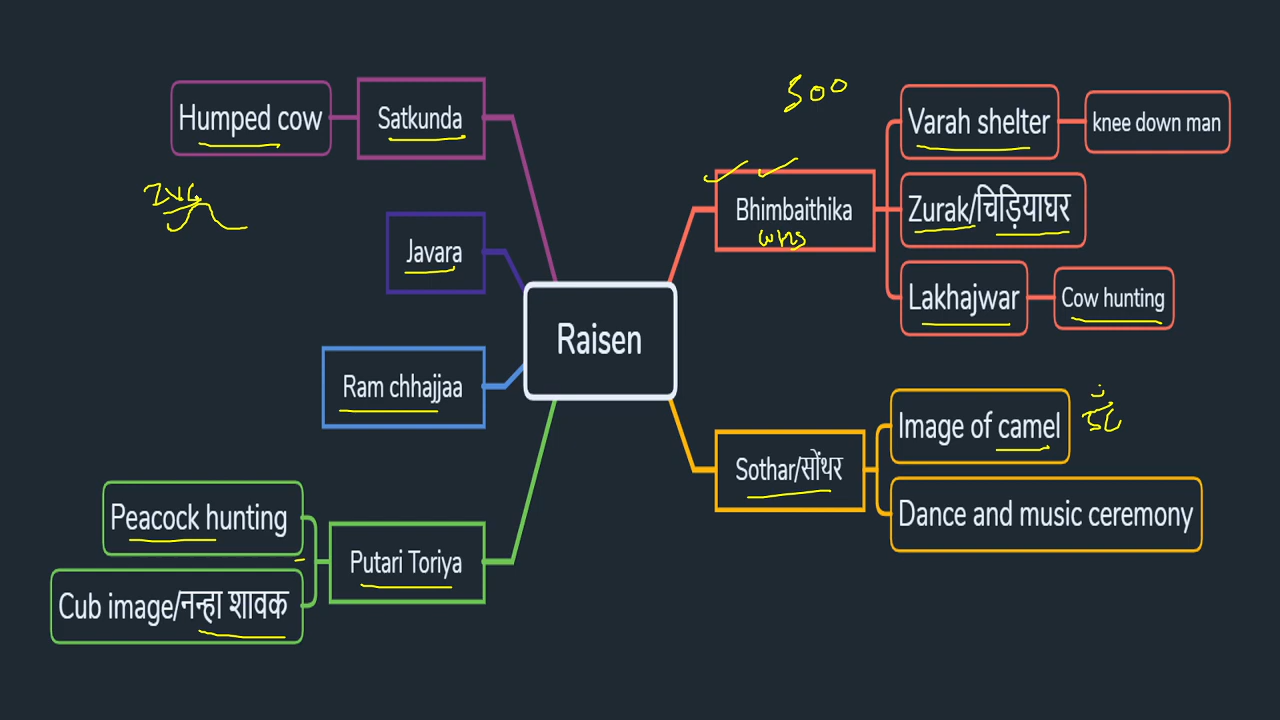 Humped cow
Satkunda
Javara
Ram chhajjaa
Peacock hunting
Putari Toriya
Cub image/नन्हा शावक
Raisen
500
Bhimbaithika
WHS
Varah shelter
knee down man
Zurak/चिड़ियाघर
Lakhajwar
Cow hunting
Sothar/सोंथर
Image of camel
Dance and music ceremony